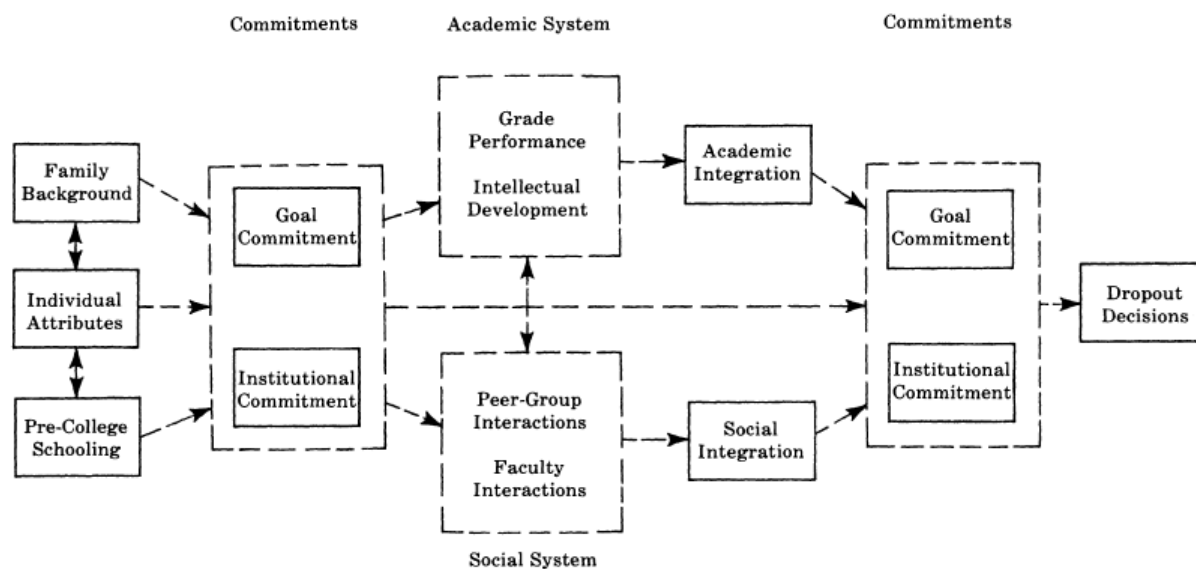 Commitments
Academic System
Commitments
Family
Background
Individual
Attributes
Pre-College
Schooling
Goal
Commitment
Institutional
Commitment
Grade
Performance
Intellectual
Development
Peer-Group
Interactions
Faculty
Interactions
Social System
Academic
Integration
Social
Integration
Goal
Commitment
Institutional
Commitment
Dropout
Decisions